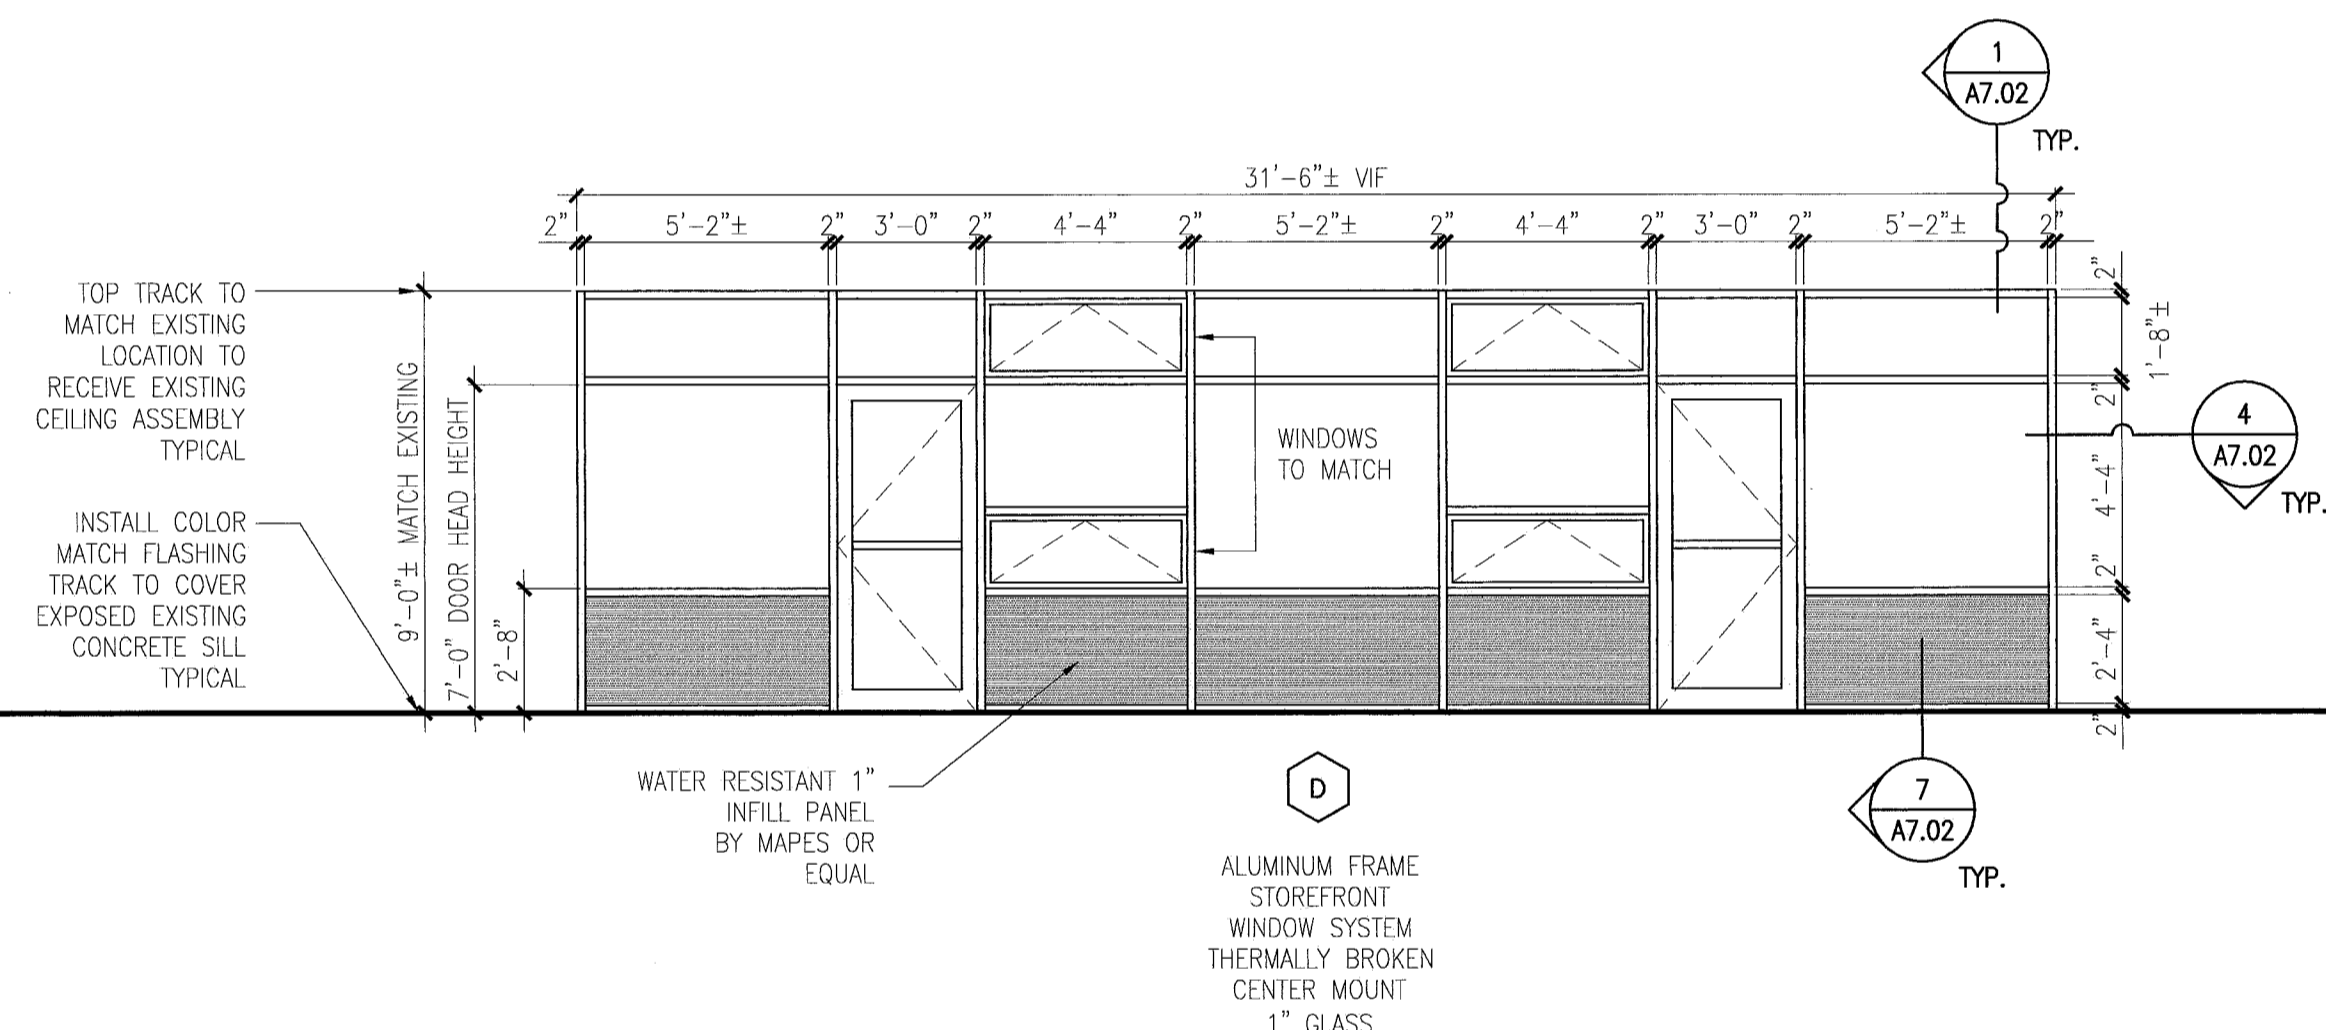 1
A7.02
TYP.
31'-6"± VIF
2" 5'-2"± 2" 3'-0" 2" 4'-4" 2" 5'-2"± 2" 4'-4" 2" 3'-0" 2" 5'-2"± 2"
TOP TRACK TO
MATCH EXISTING
LOCATION TO
RECEIVE EXISTING
CEILING ASSEMBLY
TYPICAL
INSTALL COLOR
MATCH FLASHING
TRACK TO COVER
EXPOSED EXISTING
CONCRETE SILL
TYPICAL
9'-0"± MATCH EXISTING
7'-0" DOOR HEAD HEIGHT
2'-8"
WINDOWS
TO MATCH
2"
1'-8"±
2"
4'-4"
2"
2'-4"
2"
4
A7.02
TYP.
WATER RESISTANT 1"
INFILL PANEL
BY MAPES OR
EQUAL
D
ALUMINUM FRAME
STOREFRONT
WINDOW SYSTEM
THERMALLY BROKEN
CENTER MOUNT
1" GLASS
7
A7.02
TYP.